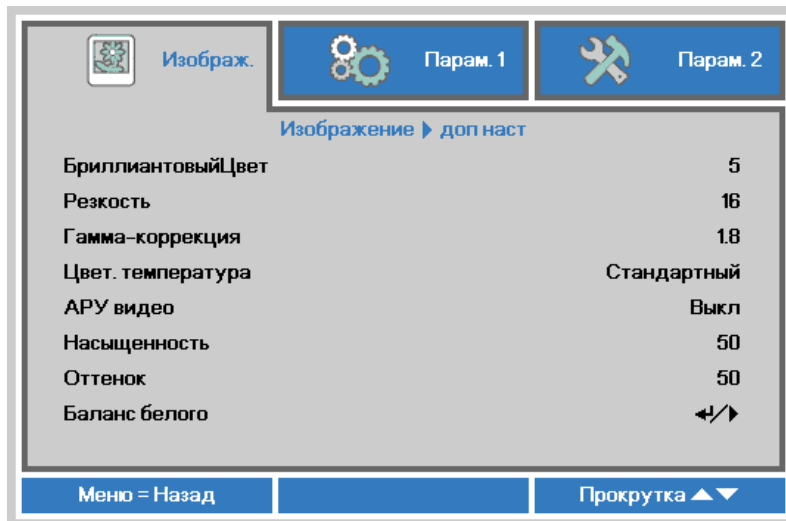 Изображ. Парам. 1 Парам. 2
Изображение ▶ доп наст
БриллиантовыйЦвет 5
Резкость 16
Гамма-коррекция 1.8
Цвет. температура Стандартный
АРУ видео Выкл
Насыщенность 50
Оттенок 50
Баланс белого ↵/▶
Меню = Назад Прокрутка ▲▼